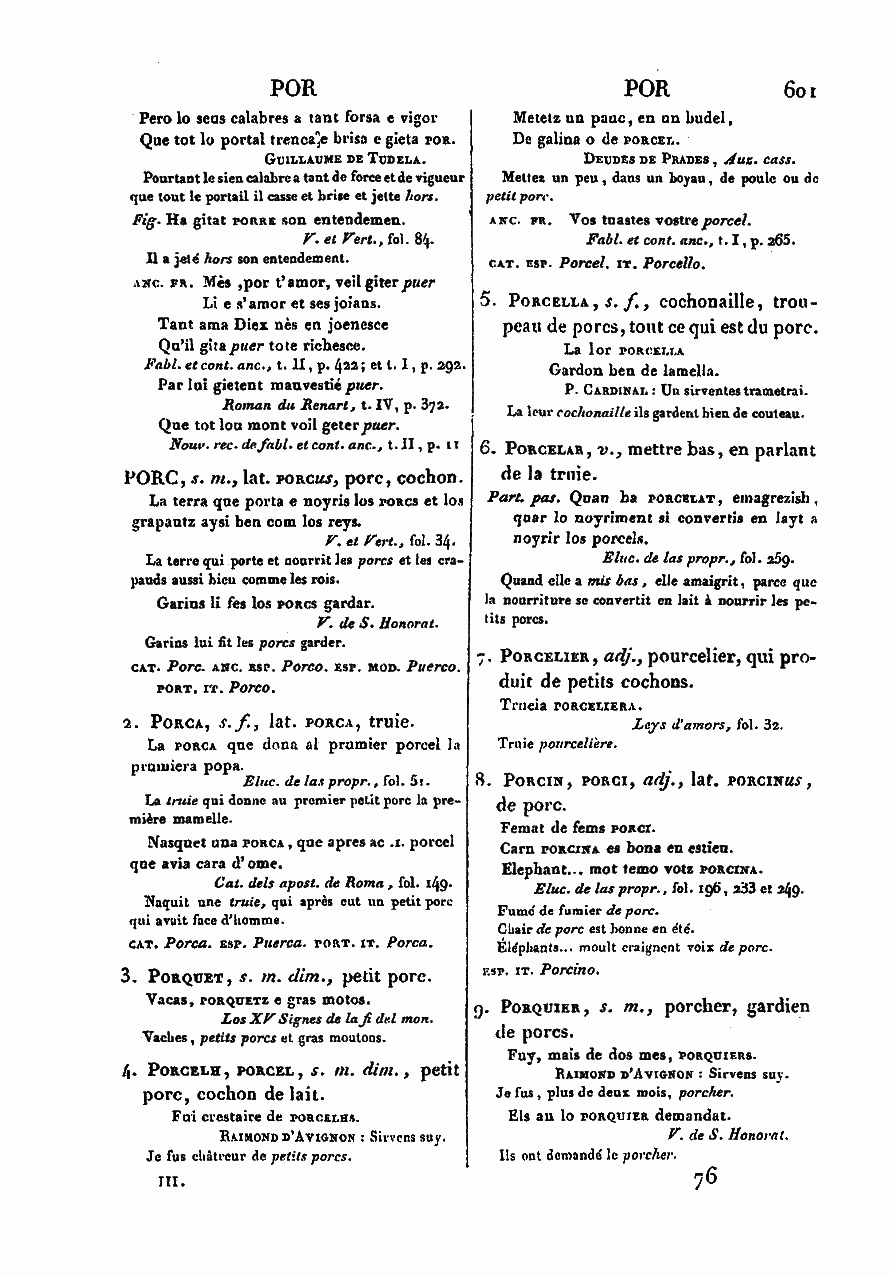 POR
Pero lo seus calabres a tant forsa e vigor
Que tot lo portal trenca e brisa e gieta POR.
GUILLAUME DE TUDELA.
Pourtant le sien calabre a tant de force et de vigueur
que tout le portail il casse et brise et jette hors.
Fig. Ha gitat PORRE son entendemen.
V. et Vert., fol. 84.
Il a jeté hors son entendement.
ANC. FR. Mès ,por t'amor, veil giter puer
Li e s'amor et ses joians.
Tant ama Diex nès en joenesce
Qu'il gita puer tote richesce.
Fabl. et cont. anc., t. II, p. 422; et t. I, p. 292.
Par lui gietent mauvestié puer.
Roman du Renart, t. IV, p. 372.
Que tot lou mont voil geter puer.
Nouv. rec. de fabl. et cont. anc., t. II, p. 11
PORC, s. m., lat. PORCUS, porc, cochon.
La terra que porta e noyris los PORCS et los
grapautz aysi ben com los reys.
V. et Vert., fol. 34.
La terre qui porte et nourrit les porcs et les cra-
pauds aussi bien comme les rois.
Garins li fes los PORCS gardar.
V. de S. Honorat.
Garins lui fit les porcs garder.
CAT. Porc. ANC. ESP. Porco. ESP. MOD. Puerco.
PORT. IT. Porco.
2. PORCA, s. f., lat. PORCA, truie.
La PORCA que dona al prumier porcel la
prumiera popa.
Eluc. de las propr., fol. 51.
La truie qui donne au premier petit porc la pre-
mière mamelle.
Nasquet una PORCA, que apres ac .I. porcel
que avia cara d'ome.
Cat. dels apost. de Roma, fol. 149.
Naquit une truie, qui après eut un petit porc
qui avait face d'homme.
CAT. Porca. ESP. Puerca. PORT. IT. Porca.
3. PORQUET, s. m. dim., petit porc.
Vacas, PORQUETZ e gras motos.
Los XV Signes de la fi del mon.
Vaches, petits porcs et gras moutons.
4. PORCELH, PORCEL, s. m. dim., petit
porc, cochon de lait.
Fui crestaire de PORCELHS.
RAIMOND D'AVIGNON : Sirvens suy.
Je fus châtreur de petits porcs.
III.
POR 601
Metetz un pauc, en un budel,
De galina o de PORCEL.
DEUDES DE PRADES, Auz. cass.
Mettez un peu, dans un boyau, de poule ou de
petit porc.
ANC. FR. Vos tuastes vostre porcel.
Fabl. et cont. anc., t. I, p. 265.
CAT. ESP. Porcel. IT. Porcello.
5. PORCELLA, s. f., cochonaille, trou-
peau de porcs, tout ce qui est du porc.
La lor PORCELLA
Gardon ben de lamella.
P. CARDINAL : Un sirventes trametrai.
La leur cochonaille ils gardent bien de couteau.
6. PORCELAR, v., mettre bas, en parlant
de la truie.
Part. pas. Quan ha PORCELAT, emagrezish,
quar lo noyriment si convertis en layt a
noyrir los porcels.
Eluc. de las propr., fol. 259.
Quand elle a mis bas, elle amaigrit, parce que
la nourriture se convertit en lait à nourrir les pe-
tits porcs.
7. PORCELIER, adj., pourcelier, qui pro-
duit de petits cochons.
Trueia PORCELIERA.
Leys d'amors, fol. 32.
Truie pourcelière.
8. PORCIN, PORCI, adj., lat. PORCINUS,
de porc.
Femat de fems PORCI.
Carn PORCINA es bona en estieu.
Elephant... mot temo votz PORCINA.
Eluc. de las propr., fol. 196, 233 et 249.
Fumé de fumier de porc.
Chair de porc est bonne en été.
Éléphants... moult craignent voix de porc.
ESP. IT. Porcino.
9. PORQUIER, s. m., porcher, gardien
de porcs.
Fuy, mais de dos mes, PORQUIERS.
RAIMOND D'AVIGNON : Sirvens suy.
Je fus, plus de deux mois, porcher.
Els an lo PORQUIER demandat.
V. de S. Honorat.
Ils ont demandé le porcher.
76